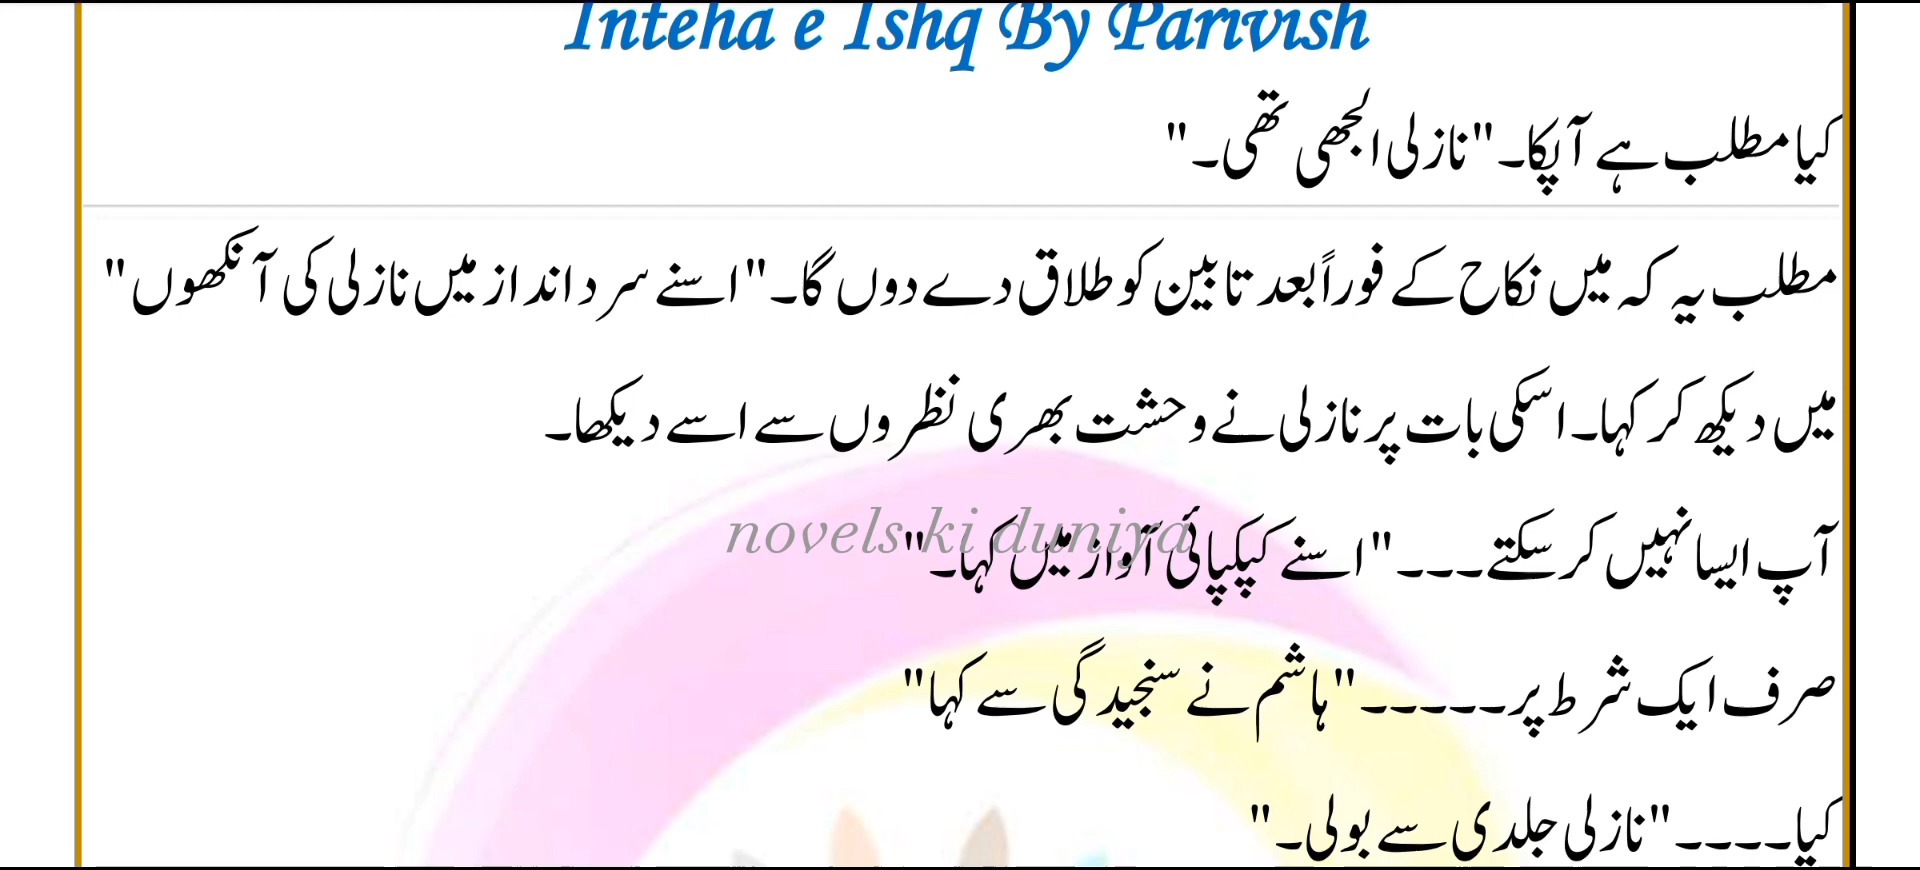 Inteha e Ishq By Parivish
کیا مطلب ہے آپکا۔"نازلی الجھی تھی۔"
مطلب یہ کہ میں نکاح کے فوراً بعد تابین کو طلاق دے دوں گا۔"اسنے سرد انداز میں نازلی کی آنکھوں"
میں دیکھ کر کہا۔اسکی بات پر نازلی نے وحشت بھری نظروں سے اسے دیکھا۔
آپ ایسا نہیں کر سکتے۔۔۔"اسنے کپکپائی آواز میں کہا۔"
novels ki duniya
صرف ایک شرط پر۔۔۔۔۔"ہاشم نے سنجیدگی سے کہا"
کیا۔۔۔۔"نازلی جلدی سے بولی۔"